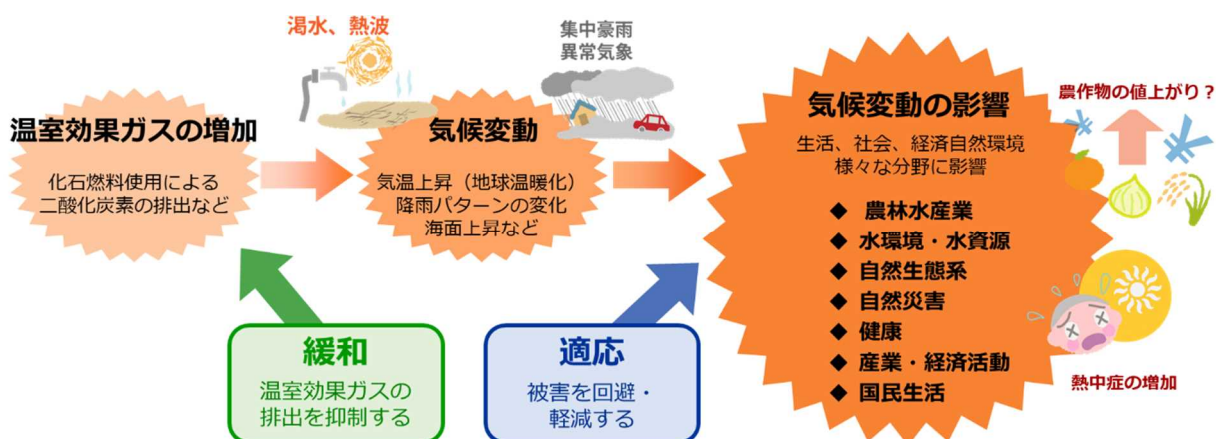 渇水、熱波
集中豪雨
異常気象
温室効果ガスの増加
化石燃料使用による
二酸化炭素の排出など
気候変動
気温上昇（地球温暖化）
降雨パターンの変化
海面上昇など
気候変動の影響
生活、社会、経済自然環境
様々な分野に影響
◆ 農林水産業
◆ 水環境・水資源
◆ 自然生態系
◆ 自然災害
◆ 健康
◆ 産業・経済活動
◆ 国民生活
農作物の値上がり？
¥ ¥
熱中症の増加
緩和
温室効果ガスの
排出を抑制する
適応
被害を回避・
軽減する